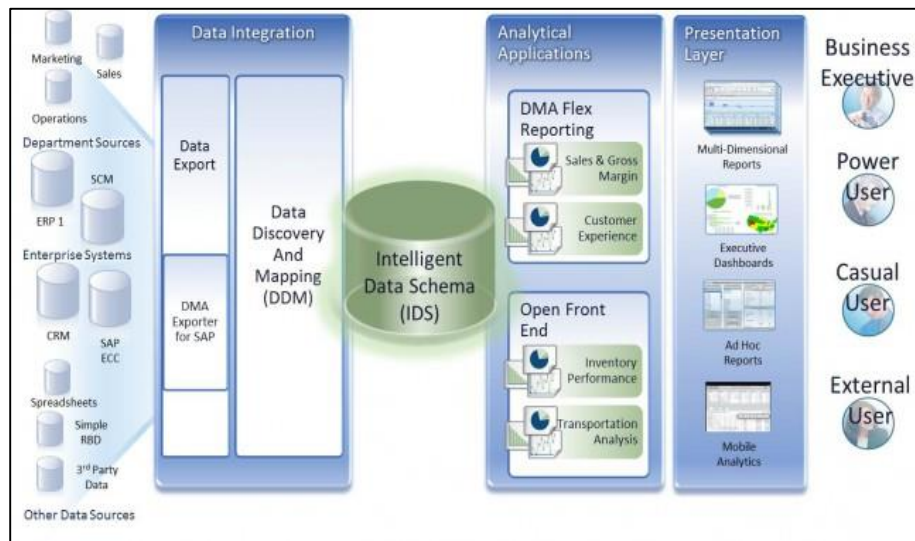 Marketing
Sales
Operations
Department Sources
SCM
ERP 1
Enterprise Systems
CRM
SAP
ECC
Spreadsheets
Simple
RBD
3rd Party
Data
Other Data Sources
Data Integration
Data
Export
DMA
Exporter
for SAP
Data
Discovery
And
Mapping
(DDM)
Intelligent
Data Schema
(IDS)
Analytical
Applications
DMA Flex
Reporting
Sales & Gross
Margin
Customer
Experience
Open Front
End
Inventory
Performance
Transportation
Analysis
Presentation
Layer
Multi-Dimensional
Reports
Executive
Dashboards
Ad Hoc
Reports
Mobile
Analytics
Business
Executive
Power
User
Casual
User
External
User